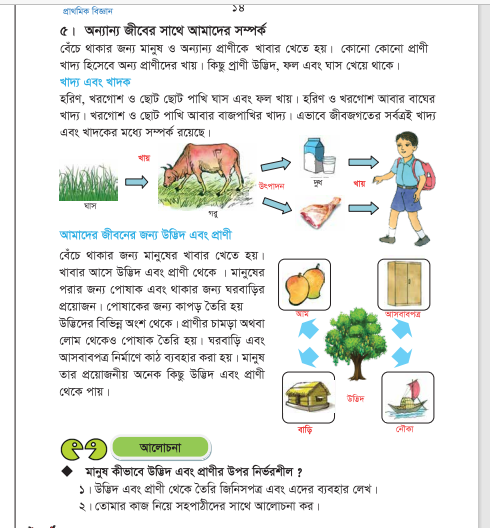 প্রাথমিক বিজ্ঞান
১৪
৫। অন্যান্য জীবের সাথে আমাদের সম্পর্ক
বেঁচে থাকার জন্য মানুষ ও অন্যান্য প্রাণীকে খাবার খেতে হয়। কোনো কোনো প্রাণী
খাদ্য হিসেবে অন্য প্রাণীদের খায়। কিছু প্রাণী উদ্ভিদ, ফল এবং ঘাস খেয়ে থাকে।
খাদ্য এবং খাদক
হরিণ, খরগোশ ও ছোট ছোট পাখি ঘাস এবং ফল খায়। হরিণ ও খরগোশ আবার বাঘের
খাদ্য। খরগোশ ও ছোট পাখি আবার বাজপাখির খাদ্য। এভাবে জীবজগতের সর্বত্রই খাদ্য
এবং খাদকের মধ্যে সম্পর্ক রয়েছে।
খায়
ঘাস
গরু
উৎপাদন
দুধ
খায়
আমাদের জীবনের জন্য উদ্ভিদ এবং প্রাণী
বেঁচে থাকার জন্য মানুষের খাবার খেতে হয়।
খাবার আসে উদ্ভিদ এবং প্রাণী থেকে । মানুষের
পরার জন্য পোষাক এবং থাকার জন্য ঘরবাড়ির
প্রয়োজন। পোষাকের জন্য কাপড় তৈরি হয়
উদ্ভিদের বিভিন্ন অংশ থেকে। প্রাণীর চামড়া অথবা
লোম থেকেও পোষাক তৈরি হয়। ঘরবাড়ি এবং
আসবাবপত্র নির্মাণে কাঠ ব্যবহার করা হয়। মানুষ
তার প্রয়োজনীয় অনেক কিছু উদ্ভিদ এবং প্রাণী
থেকে পায়।
আম
আসবাবপত্র
উদ্ভিদ
বাড়ি
নৌকা
আলোচনা
মানুষ কীভাবে উদ্ভিদ এবং প্রাণীর উপর নির্ভরশীল ?
১। উদ্ভিদ এবং প্রাণী থেকে তৈরি জিনিসপত্র এবং এদের ব্যবহার লেখ।
২। তোমার কাজ নিয়ে সহপাঠীদের সাথে আলোচনা কর।